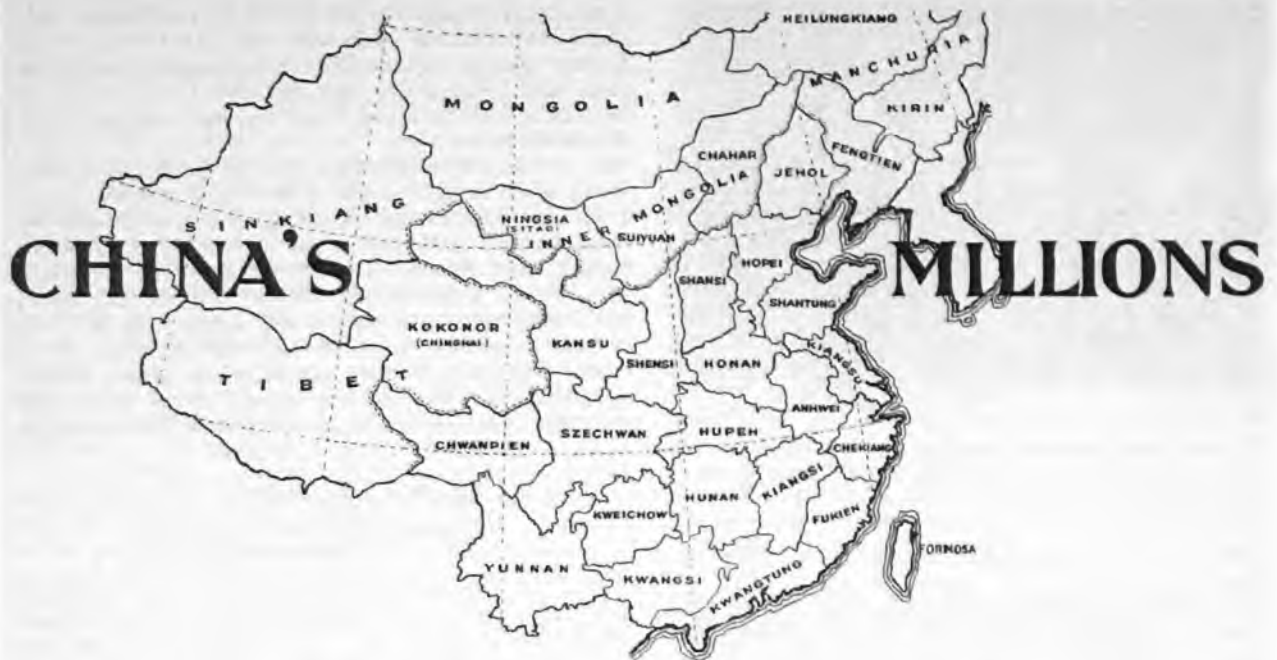 HEILUNGKIANG
MANCHURIA
MONGOLIA
KIRIN
CHAHAR
JEHOL
FENGTIEN
SINKIANG
NINGSIA
(SITAO)
INNER MONGOLIA
SUIYUAN
CHINA'S MILLIONS
SHANSI
HOPEI
SHANTUNG
KOKONOR
(CHINGHAI)
KANSU
SHENSI
HONAN
KIANGSU
TIBET
ANHWEI
CHWANPIEN
SZECHWAN
HUPEH
CHEKIANG
HUNAN
KIANGSI
KWEICHOW
FUKIEN
FORMOSA
YUNNAN
KWANGSI
KWANGTUNG